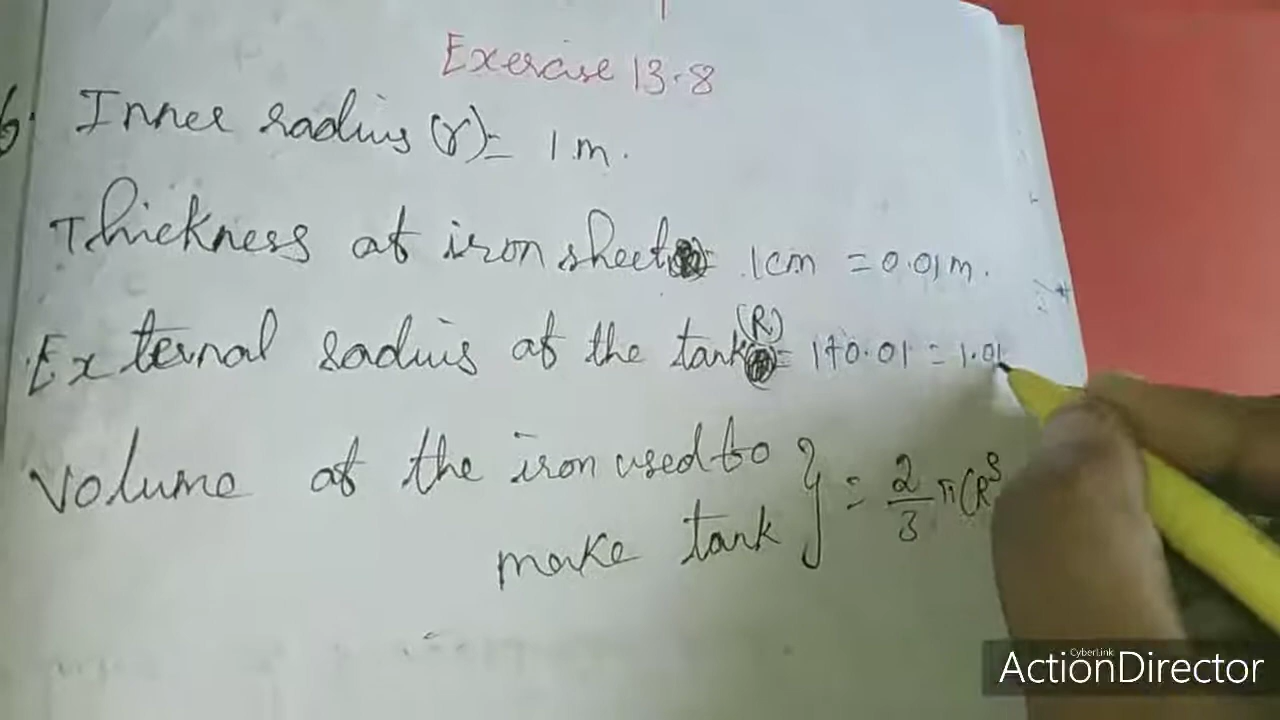 Exercise 13.8
6. Inner radius (r) = 1 m.
Thickness of iron sheet = 1cm = 0.01m.
External radius of the tank (R) = 1+0.01 = 1.01
Volume of the iron used to
make tank } = 2/3 π(R³
CyberLink
ActionDirector